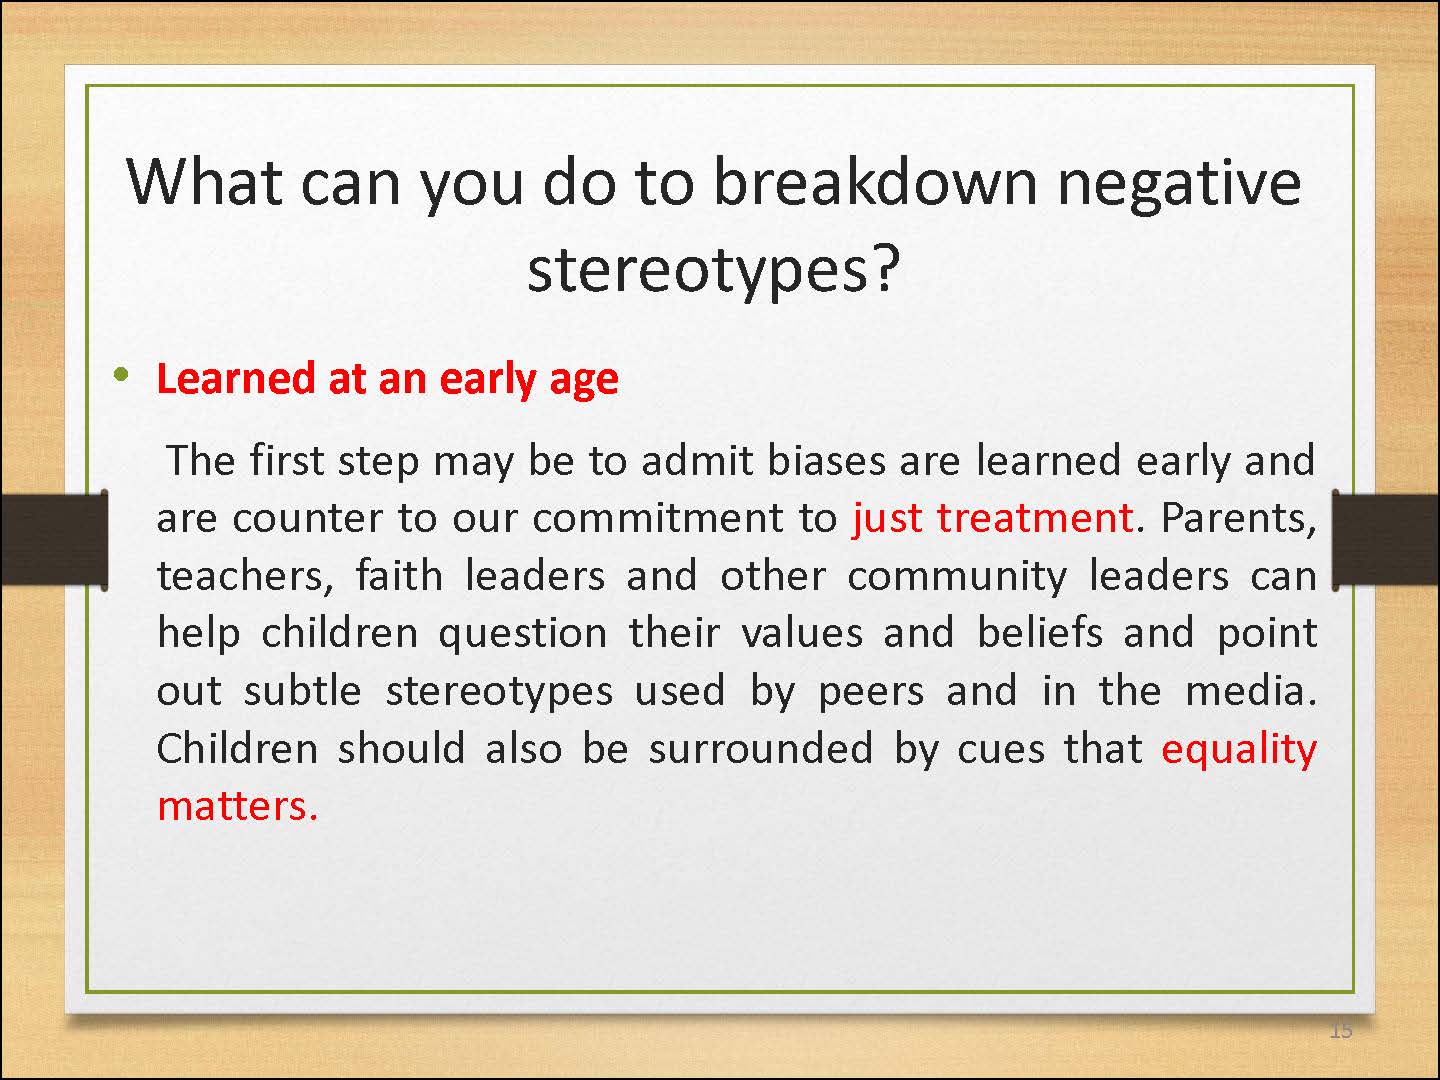 What can you do to breakdown negative
stereotypes?
• Learned at an early age
The first step may be to admit biases are learned early and
are counter to our commitment to just treatment. Parents,
teachers, faith leaders and other community leaders can
help children question their values and beliefs and point
out subtle stereotypes used by peers and in the media.
Children should also be surrounded by cues that equality
matters.
15